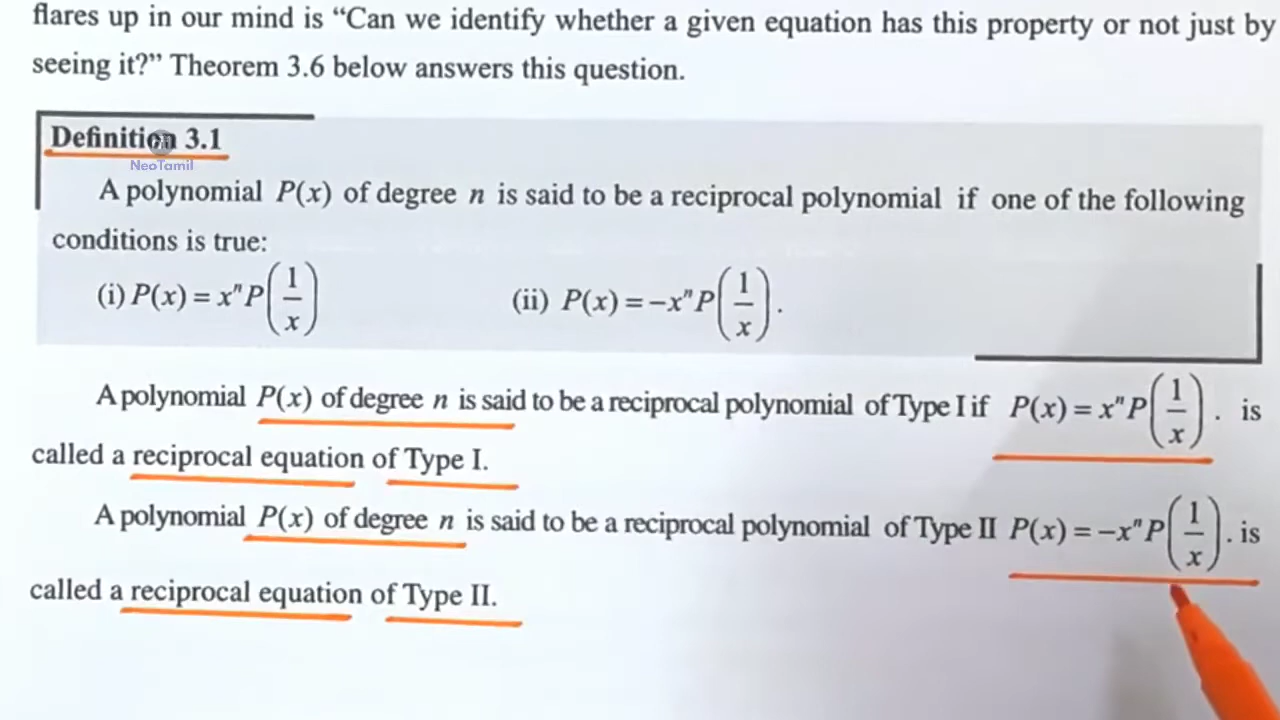 flares up in our mind is “Can we identify whether a given equation has this property or not just by
seeing it?” Theorem 3.6 below answers this question.
Definition 3.1
NeoTamil
A polynomial P(x) of degree n is said to be a reciprocal polynomial if one of the following
conditions is true:
(i) P(x) = xⁿP(1/x) (ii) P(x) = −xⁿP(1/x).
A polynomial P(x) of degree n is said to be a reciprocal polynomial of Type I if P(x) = xⁿP(1/x). is
called a reciprocal equation of Type I.
A polynomial P(x) of degree n is said to be a reciprocal polynomial of Type II P(x) = −xⁿP(1/x). is
called a reciprocal equation of Type II.